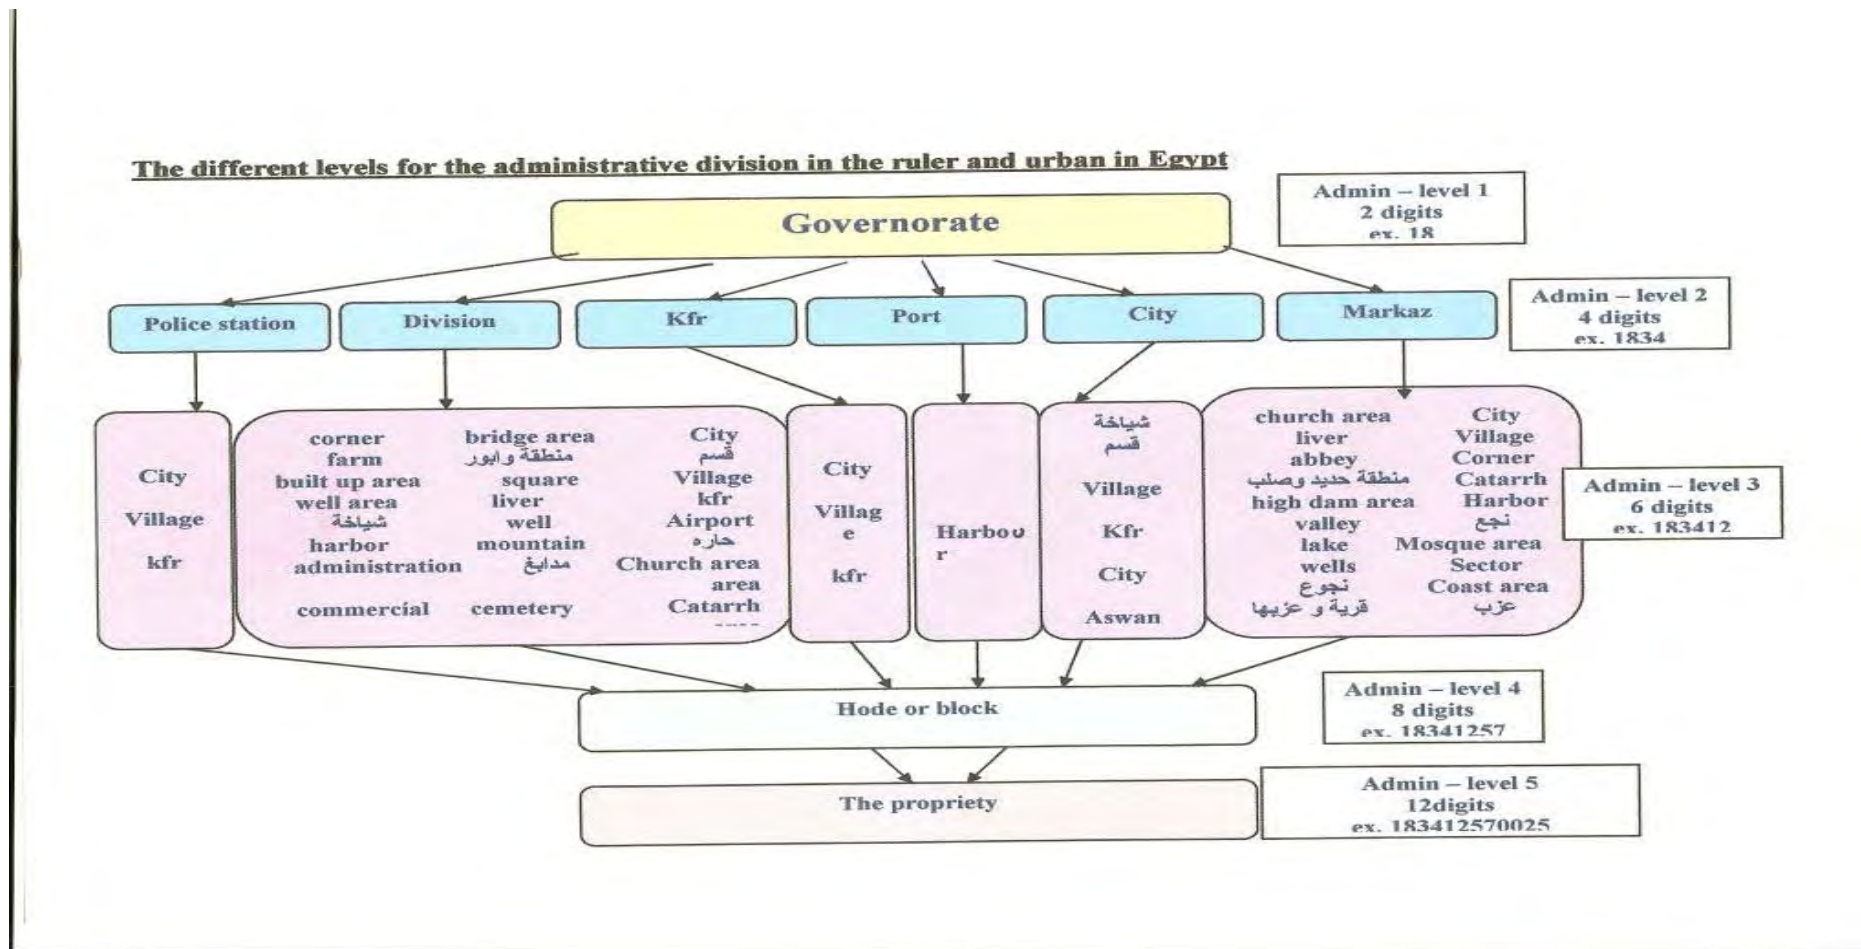 The different levels for the administrative division in the ruler and urban in Egypt
Governorate
Admin – level 1
2 digits
ex. 18
Police station
Division
Kfr
Port
City
Markaz
Admin – level 2
4 digits
ex. 1834
City
Village
kfr
corner
farm
built up area
well area
شياخة
harbor
administration
commercial
bridge area
منطقة وابور
square
liver
well
mountain
مدابغ
cemetery
City
قسم
Village
kfr
Airport
حاره
Church area
area
Catarrh
City
Villag
e
kfr
Harbou
r
شياخة
قسم
Village
Kfr
City
Aswan
church area
liver
abbey
منطقة حديد وصلب
high dam area
valley
lake
wells
نجوع
قرية و عزبها
City
Village
Corner
Catarrh
Harbor
نجع
Mosque area
Sector
Coast area
عزب
Admin – level 3
6 digits
ex. 183412
Hode or block
Admin – level 4
8 digits
ex. 18341257
The propriety
Admin – level 5
12digits
ex. 183412570025